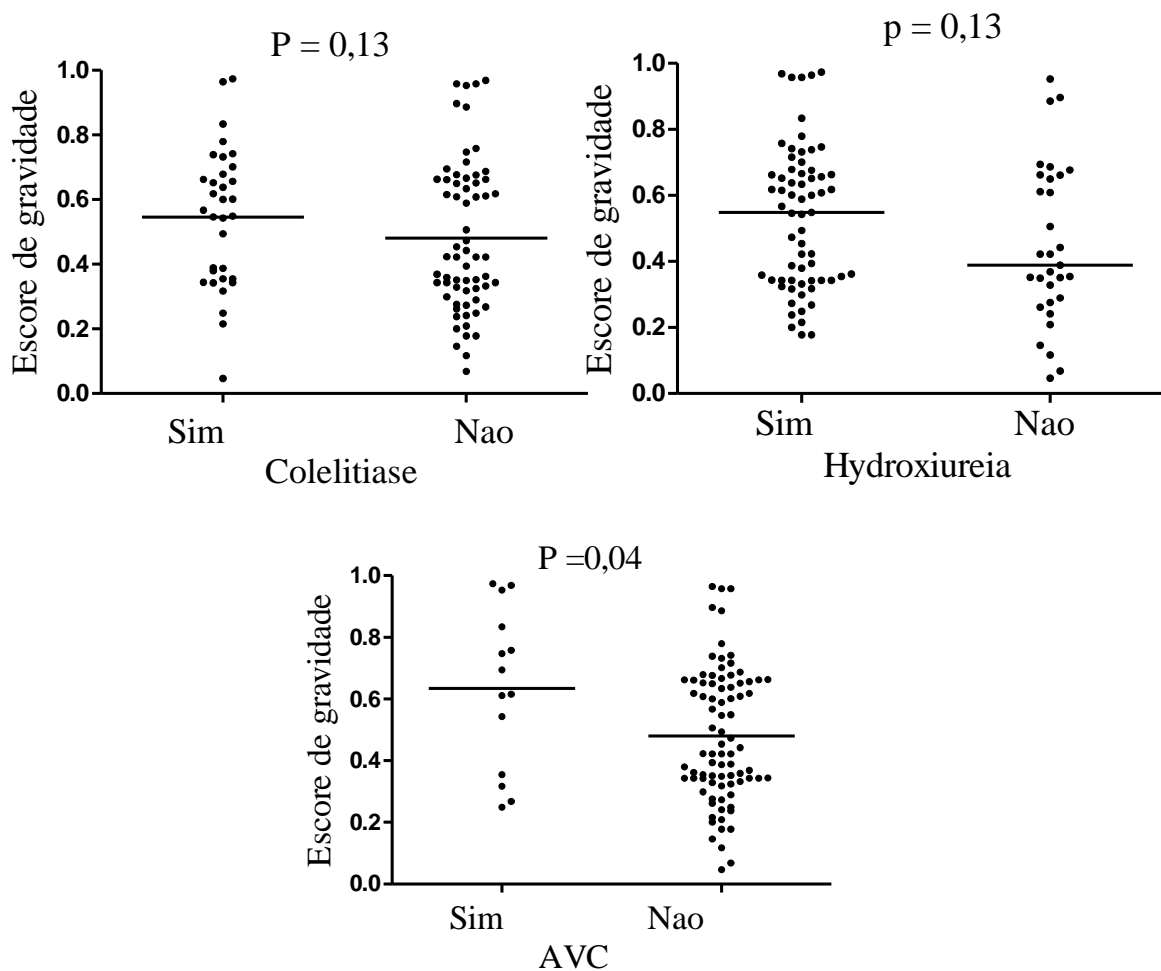 P = 0,13
Escore de gravidade
1.0
0.8
0.6
0.4
0.2
0.0
Sim Nao
Colelitiase
p = 0,13
Escore de gravidade
1.0
0.8
0.6
0.4
0.2
0.0
Sim Nao
Hydroxiureia
P =0,04
Escore de gravidade
1.0
0.8
0.6
0.4
0.2
0.0
Sim Nao
AVC